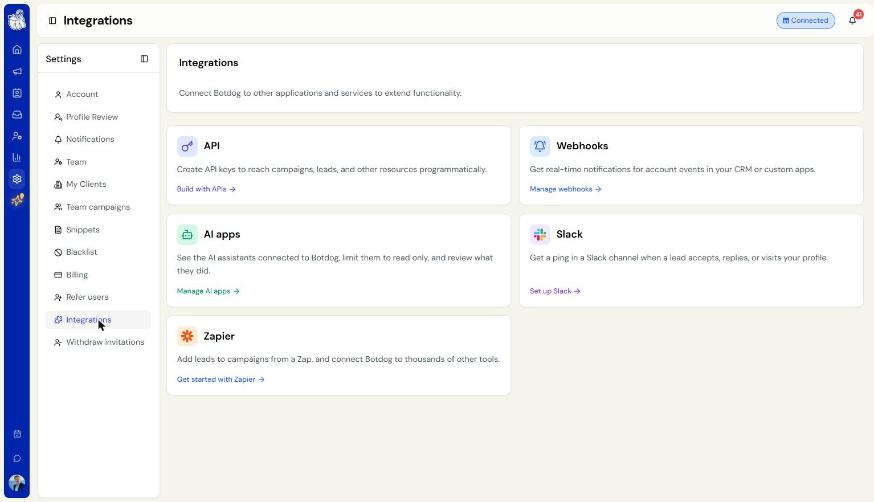 Integrations
Connected
41
Settings
Account
Profile Review
Notifications
Team
My Clients
Team campaigns
Snippets
Blacklist
Billing
Refer users
Integrations
Withdraw invitations
Integrations
Connect Botdog to other applications and services to extend functionality.
API
Create API keys to reach campaigns, leads, and other resources programmatically.
Build with APIs →
Webhooks
Get real-time notifications for account events in your CRM or custom apps.
Manage webhooks →
AI apps
See the AI assistants connected to Botdog, limit them to read only, and review what
they did.
Manage AI apps →
Slack
Get a ping in a Slack channel when a lead accepts, replies, or visits your profile.
Set up Slack →
Zapier
Add leads to campaigns from a Zap, and connect Botdog to thousands of other tools.
Get started with Zapier →